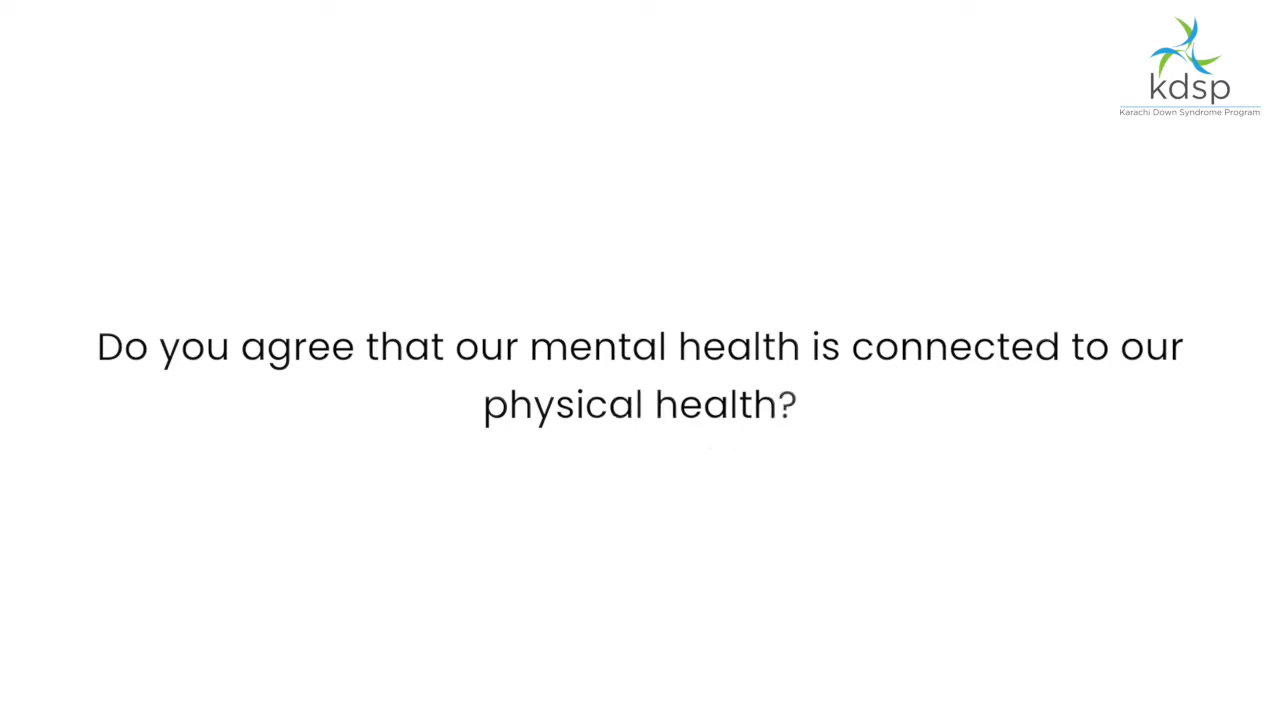 kdsp
Karachi Down Syndrome Program
Do you agree that our mental health is connected to our
physical health?